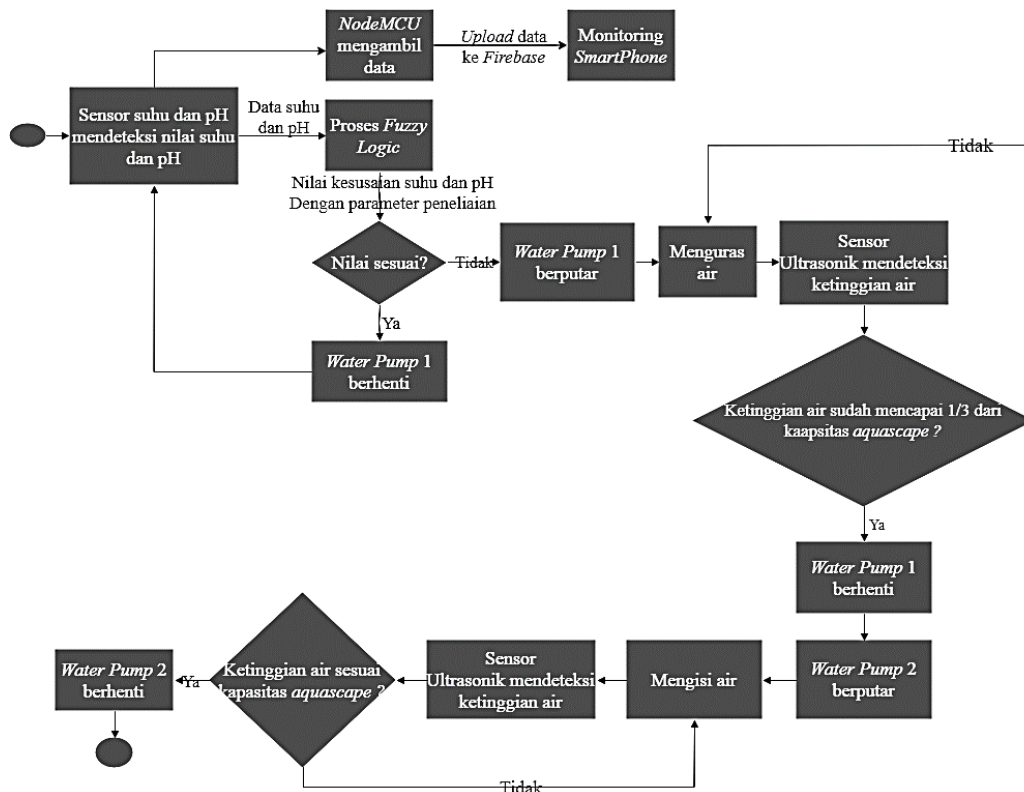 NodeMCU
mengambil
data
Upload data
ke Firebase
Monitoring
SmartPhone
Sensor suhu dan pH
mendeteksi nilai suhu
dan pH
Data suhu
dan pH
Proses Fuzzy
Logic
Tidak
Nilai kesusaian suhu dan pH
Dengan parameter peneliaian
Nilai sesuai?
Tidak
Water Pump 1
berputar
Menguras
air
Sensor
Ultrasonik mendeteksi
ketinggian air
Ya
Water Pump 1
berhenti
Ketinggian air sudah mencapai 1/3 dari
kaapsitas aquascape ?
Ya
Water Pump 1
berhenti
Water Pump 2
berputar
Mengisi air
Sensor
Ultrasonik mendeteksi
ketinggian air
Ketinggian air sesuai
kapasitas aquascape ?
Ya
Water Pump 2
berhenti
Tidak